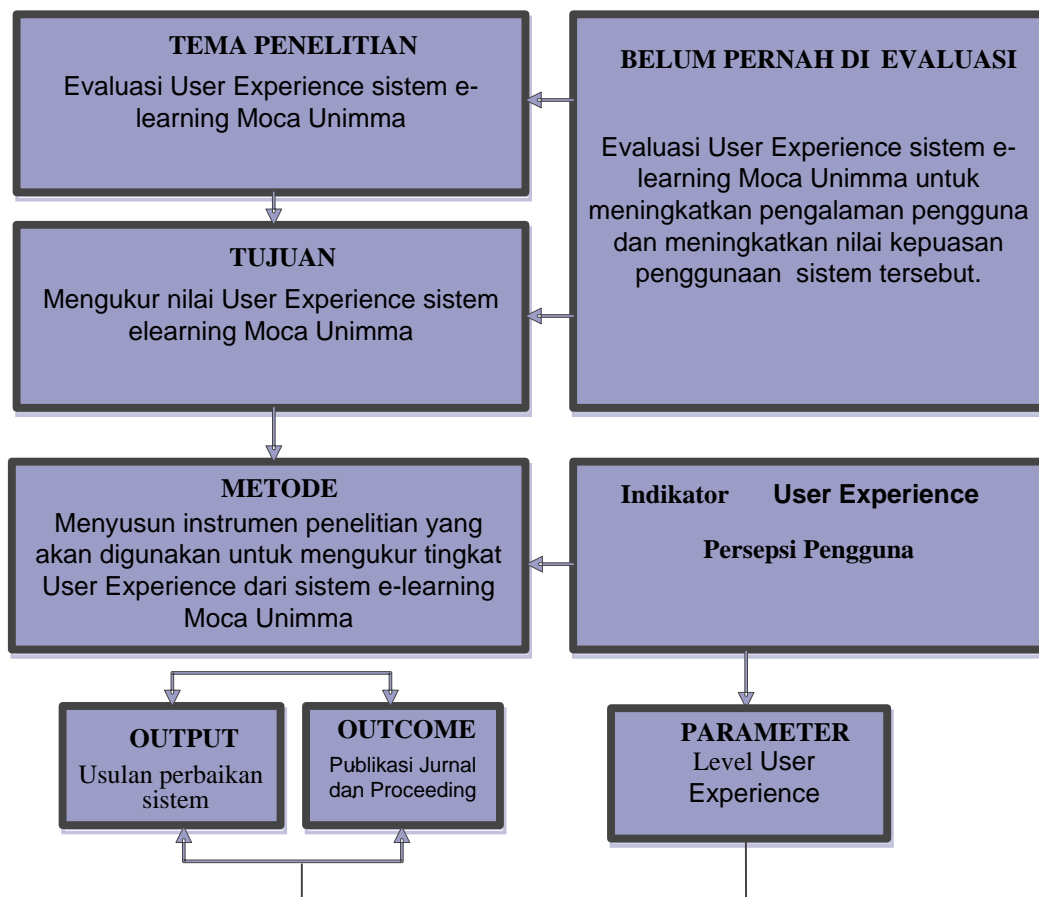 TEMA PENELITIAN
Evaluasi User Experience sistem e-
learning Moca Unimma
BELUM PERNAH DI EVALUASI
Evaluasi User Experience sistem e-
learning Moca Unimma untuk
meningkatkan pengalaman pengguna
dan meningkatkan nilai kepuasan
penggunaan sistem tersebut.
TUJUAN
Mengukur nilai User Experience sistem
elearning Moca Unimma
METODE
Menyusun instrumen penelitian yang
akan digunakan untuk mengukur tingkat
User Experience dari sistem e-learning
Moca Unimma
Indikator User Experience
Persepsi Pengguna
OUTPUT
Usulan perbaikan
sistem
OUTCOME
Publikasi Jurnal
dan Proceeding
PARAMETER
Level User
Experience